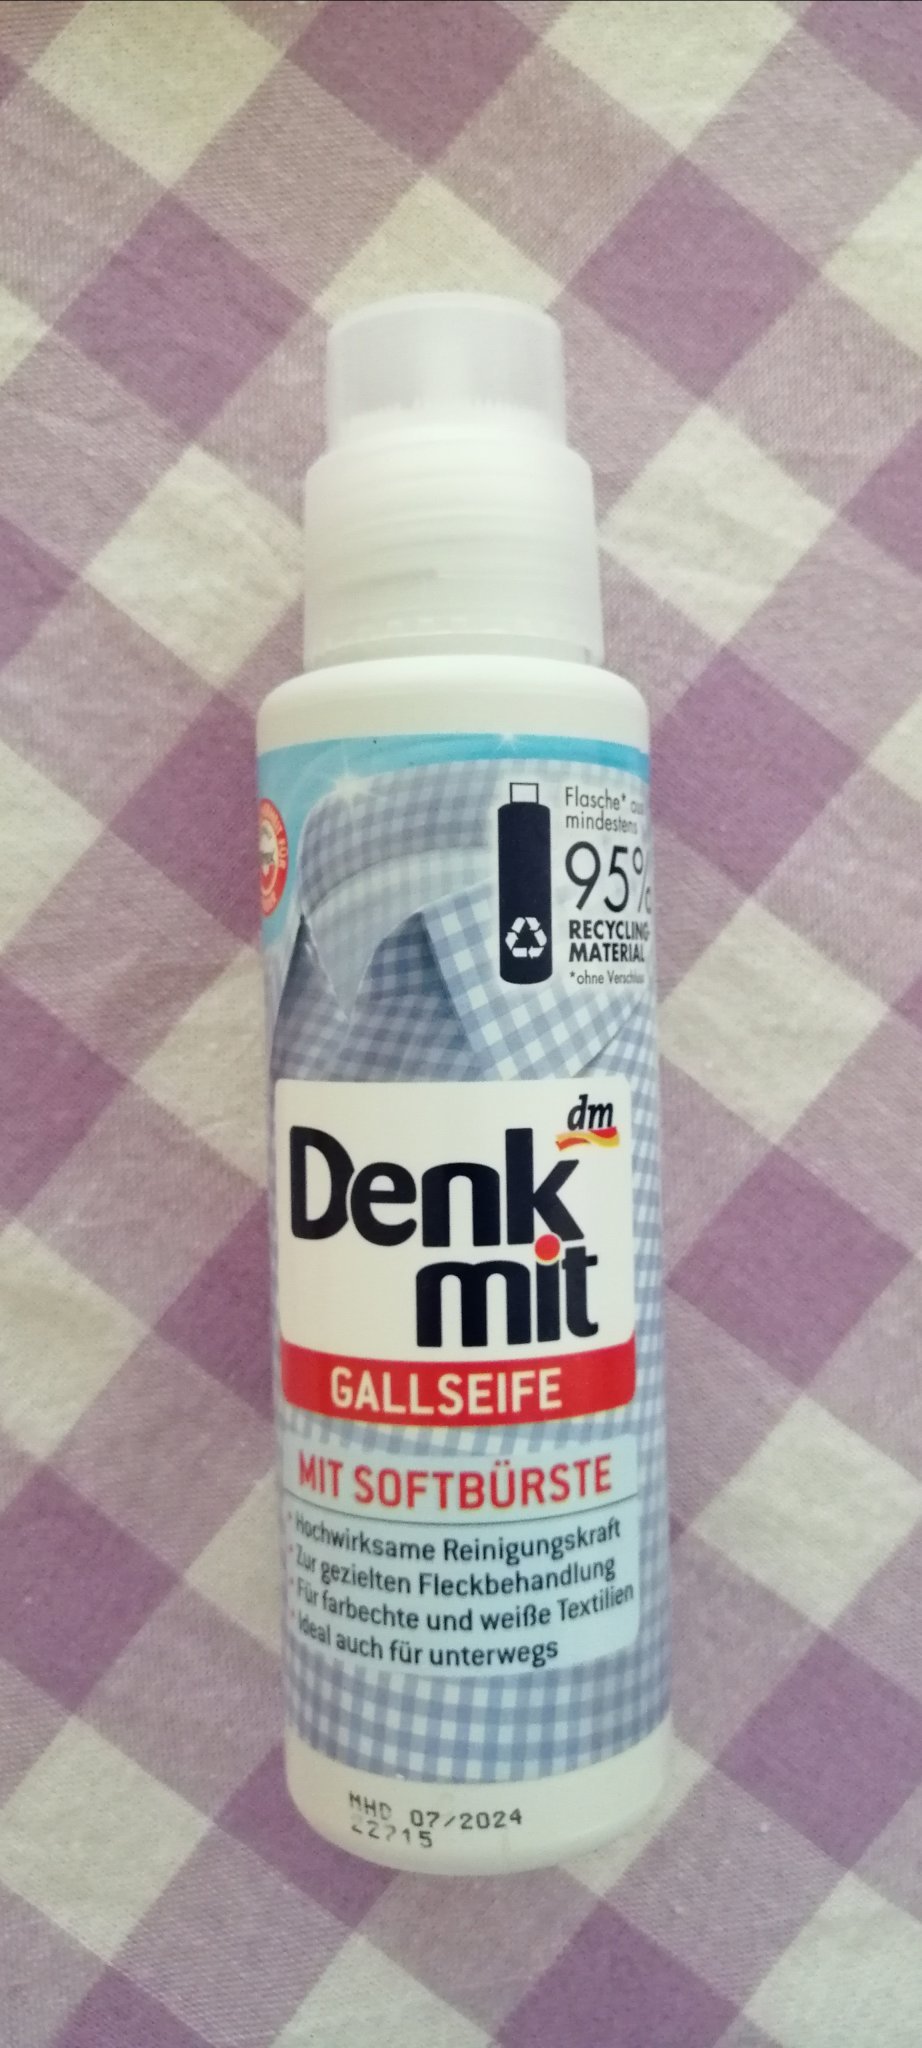 Flasche* aus
mindestens
95%
RECYCLING-
MATERIAL
*ohne Verschluss
dm
Denk
mit
GALLSEIFE
MIT SOFTBÜRSTE
• Hochwirksame Reinigungskraft
• Zur gezielten Fleckbehandlung
• Für farbechte und weiße Textilien
• Ideal auch für unterwegs
MHD 07/2024
22715